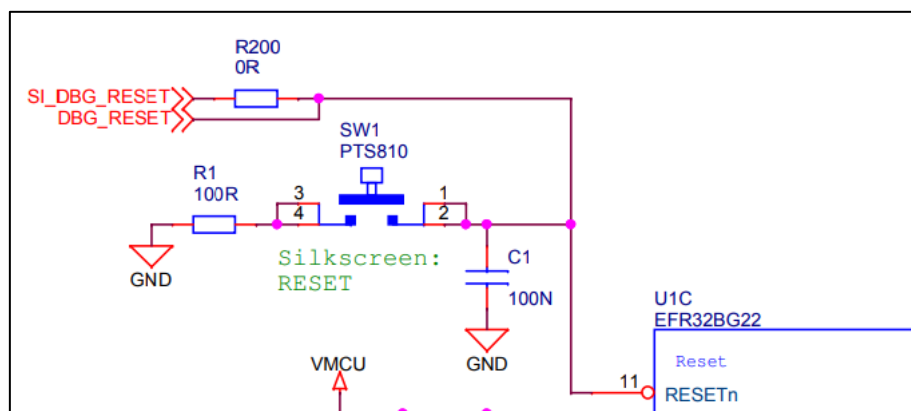 R200
0R
SI_DBG_RESET
DBG_RESET
SW1
PTS810
R1
100R
3
1
4
2
Silkscreen:
RESET
C1
100N
GND
GND
U1C
EFR32BG22
VMCU
Reset
11
RESETn